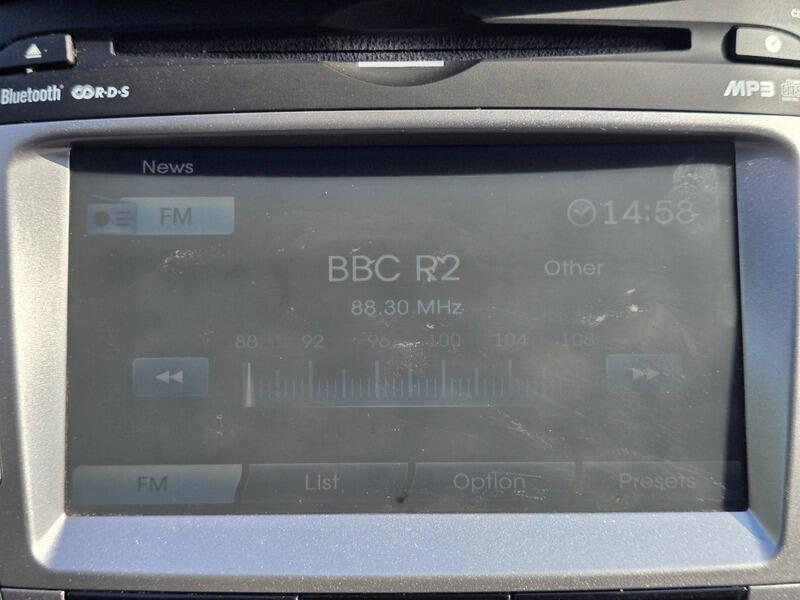 Bluetooth® R·D·S
MP3
News
FM
14:58
BBC R2
Other
88.30 MHz
88 92 96 100 104 108
FM List Option Presets